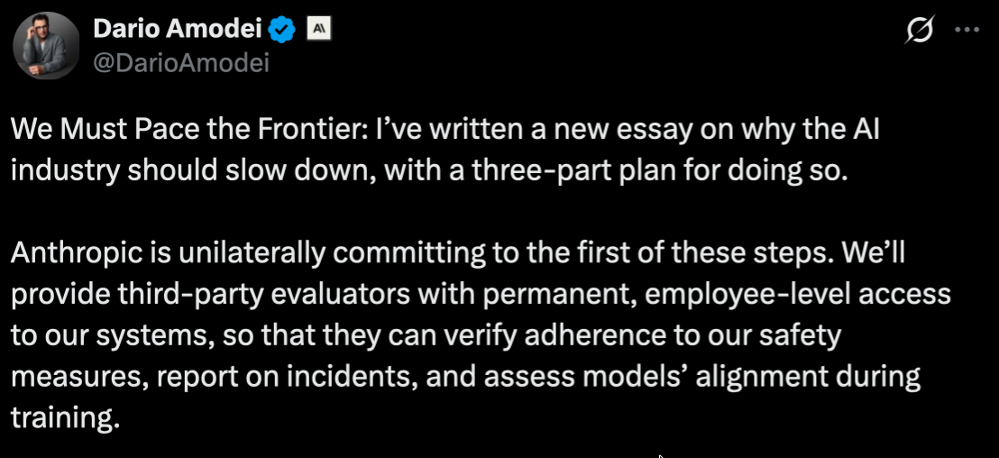 Dario Amodei
@DarioAmodei
We Must Pace the Frontier: I’ve written a new essay on why the AI
industry should slow down, with a three-part plan for doing so.
Anthropic is unilaterally committing to the first of these steps. We’ll
provide third-party evaluators with permanent, employee-level access
to our systems, so that they can verify adherence to our safety
measures, report on incidents, and assess models’ alignment during
training.